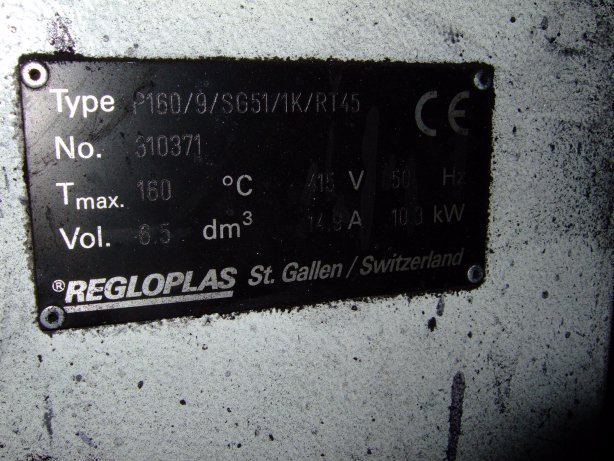 Type P160/9/SG51/1K/RT45
CE
No. 310371
Tmax. 160 °C 415 V 50 Hz
Vol. 6.5 dm³ 14.9 A 10.3 kW
®REGLOPLAS St. Gallen / Switzerland